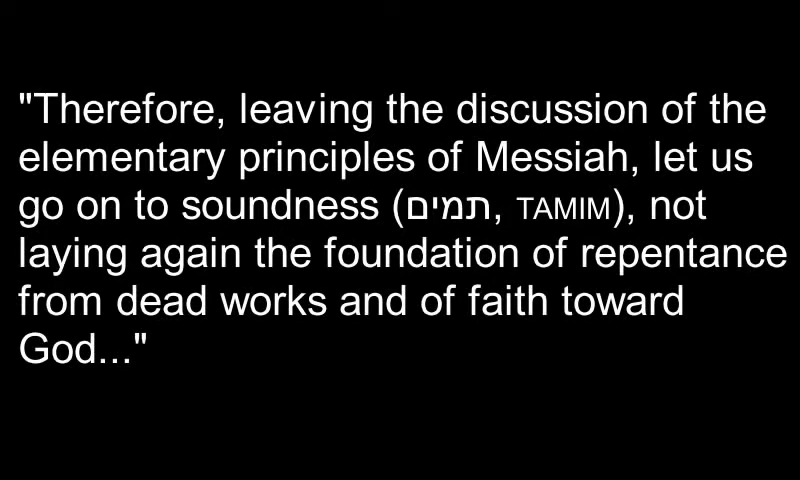 "Therefore, leaving the discussion of the
elementary principles of Messiah, let us
go on to soundness (תמים, TAMIM), not
laying again the foundation of repentance
from dead works and of faith toward
God..."